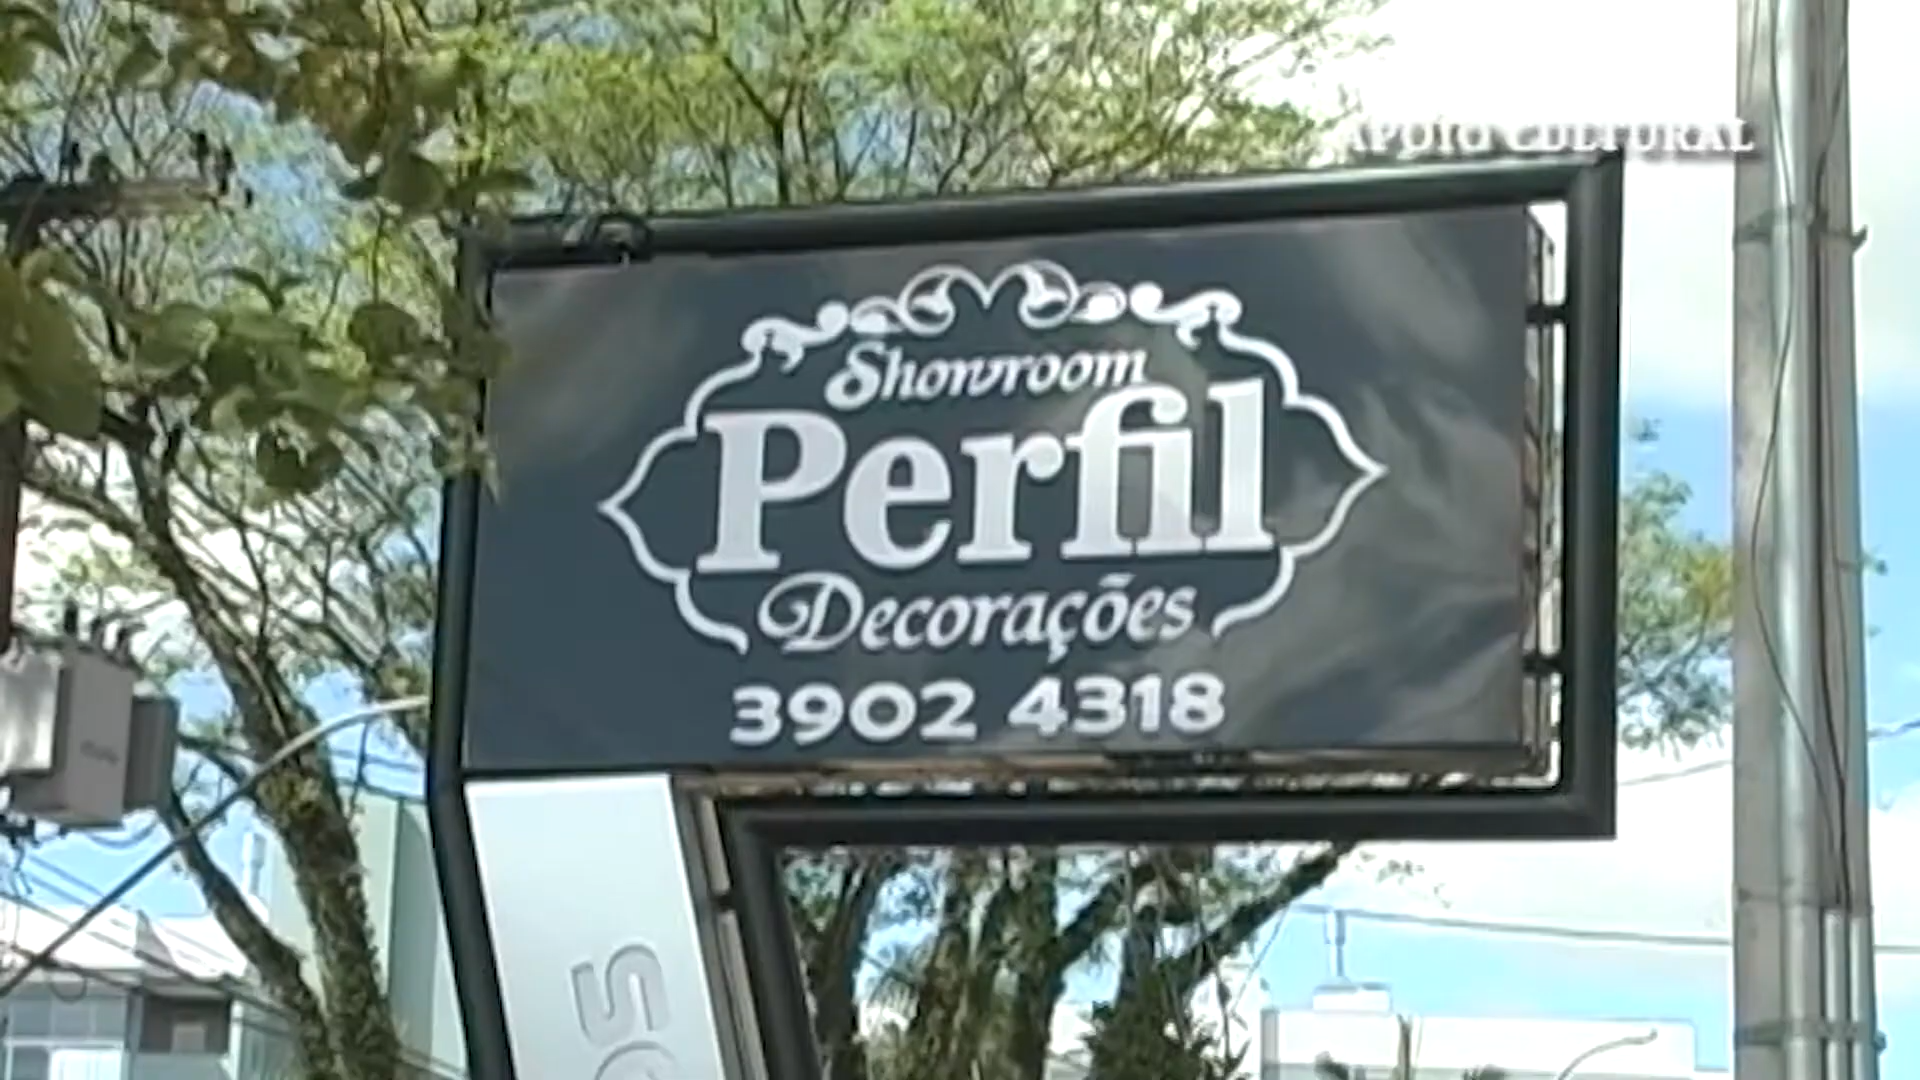 APOIO CULTURAL
Showroom
Perfil
Decorações
3902 4318